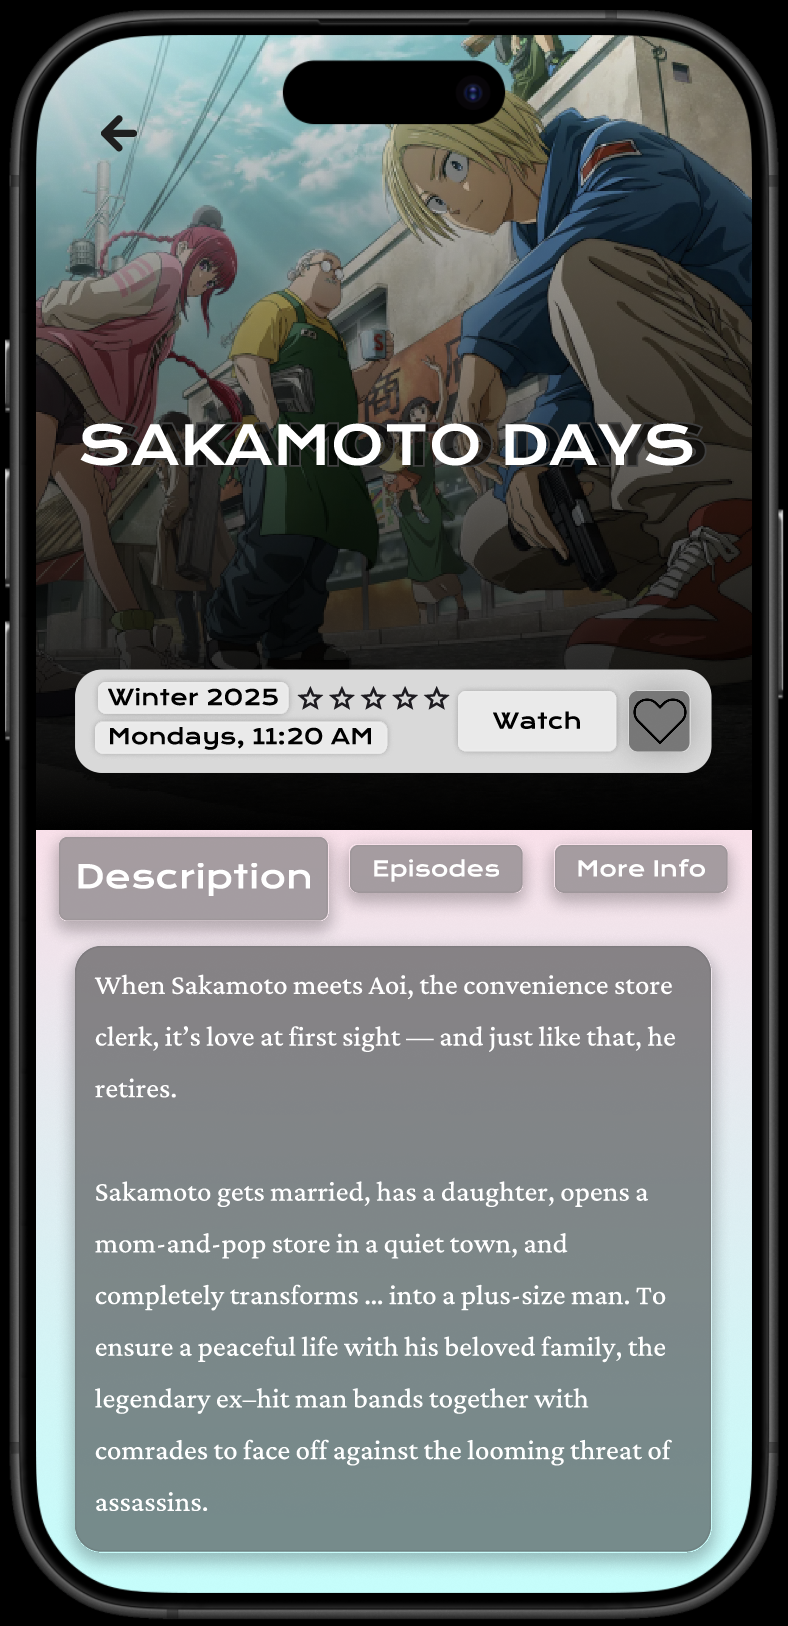 SAKAMOTO DAYS
Winter 2025
Mondays, 11:20 AM
Watch
Description
Episodes
More Info
When Sakamoto meets Aoi, the convenience store
clerk, it’s love at first sight — and just like that, he
retires.
Sakamoto gets married, has a daughter, opens a
mom-and-pop store in a quiet town, and
completely transforms ... into a plus-size man. To
ensure a peaceful life with his beloved family, the
legendary ex–hit man bands together with
comrades to face off against the looming threat of
assassins.
商
S